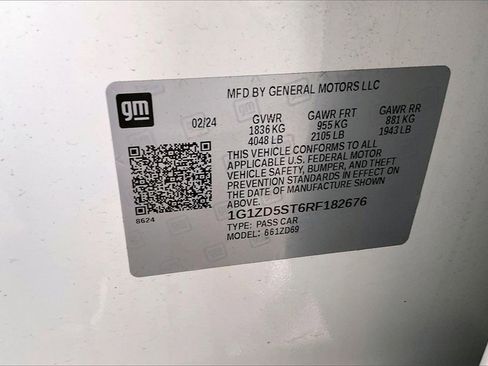 MFD BY GENERAL MOTORS LLC
gm
02/24 GVWR GAWR FRT GAWR RR
1836 KG 955 KG 881 KG
4048 LB 2105 LB 1943 LB
THIS VEHICLE CONFORMS TO ALL
APPLICABLE U.S. FEDERAL MOTOR
VEHICLE SAFETY, BUMPER, AND THEFT
PREVENTION STANDARDS IN EFFECT ON
THE DATE OF MANUFACTURE SHOWN
ABOVE.
1G1ZD5ST6RF182676
8624
TYPE: PASS CAR
MODEL: 661ZD69